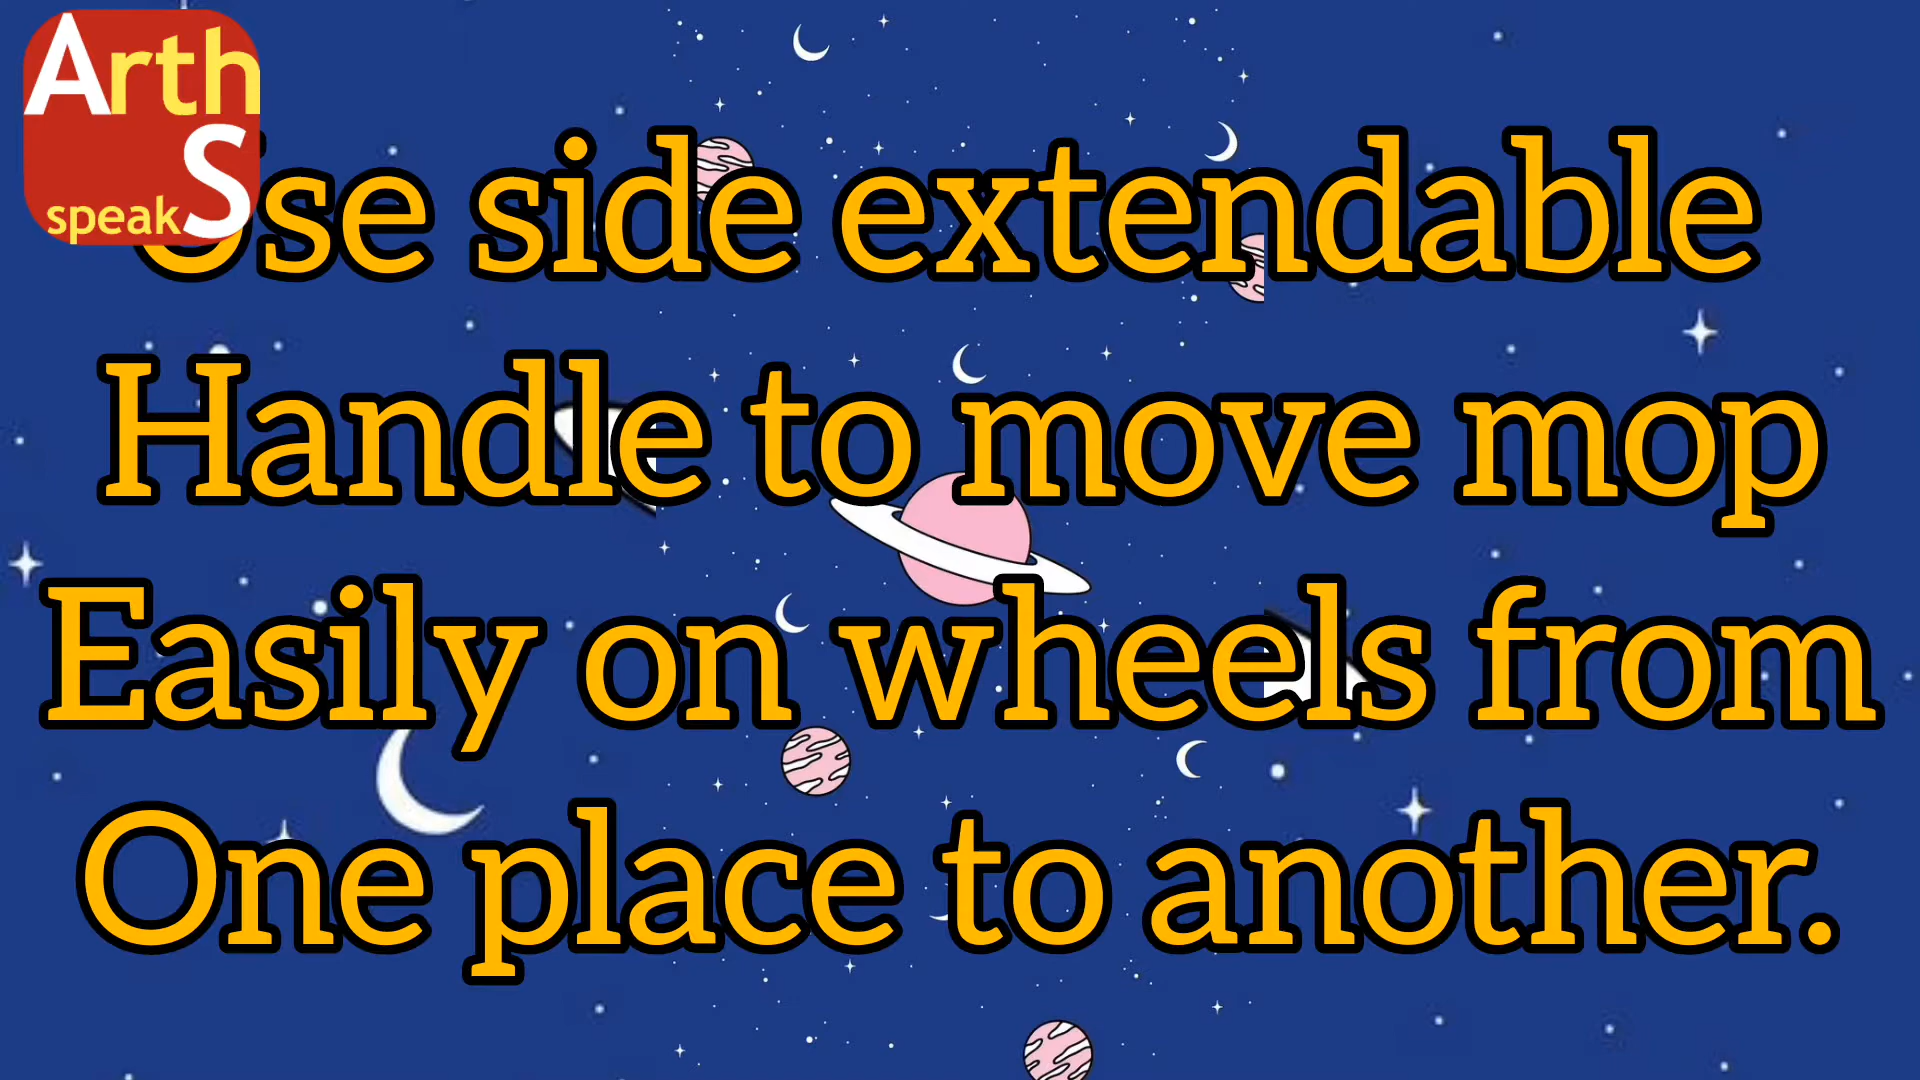 Arth
S
speak
Use side extendable
Handle to move mop
Easily on wheels from
One place to another.